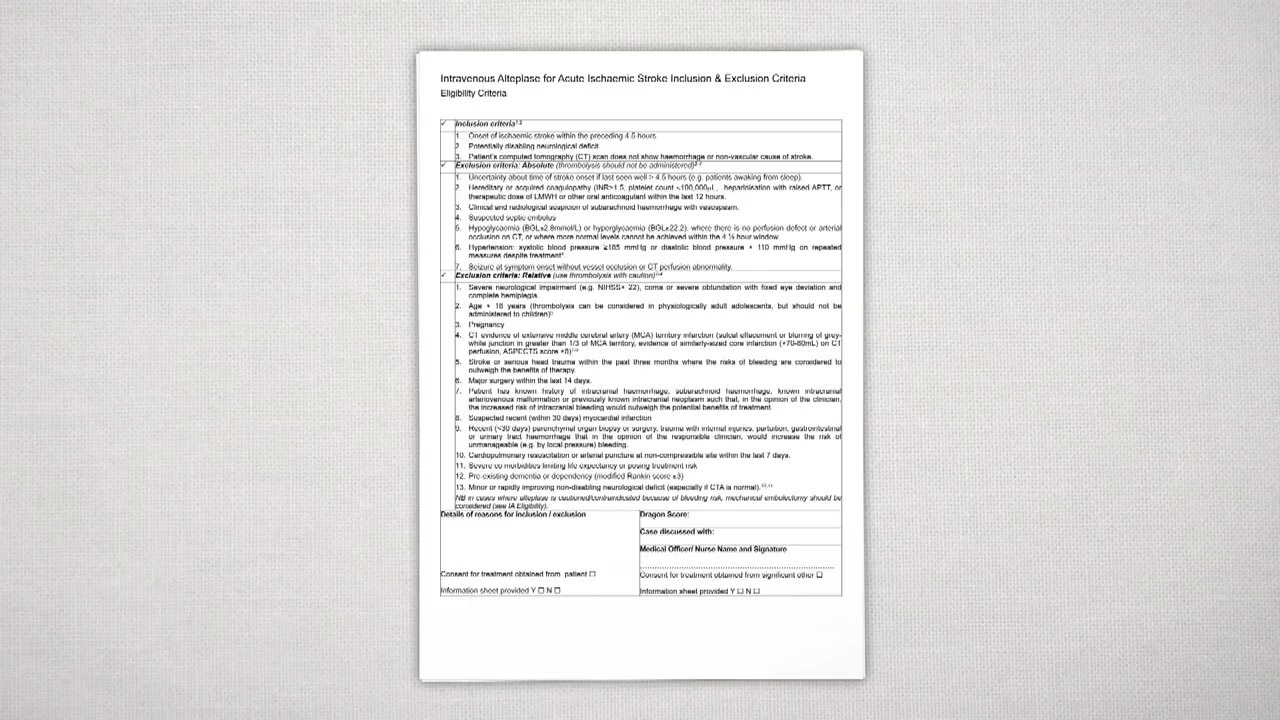 Intravenous Alteplase for Acute Ischaemic Stroke Inclusion & Exclusion Criteria
Eligibility Criteria
✓ Inclusion criteria¹˒²
1. Onset of ischaemic stroke within the preceding 4.5 hours.
2. Potentially disabling neurological deficit.
3. Patient's computed tomography (CT) scan does not show haemorrhage or non-vascular cause of stroke.
✓ Exclusion criteria: Absolute (thrombolysis should not be administered)
1. Uncertainty about time of stroke onset if last seen well > 4.5 hours (e.g. patients awaking from sleep).
2. Hereditary or acquired coagulopathy (INR>1.5, platelet count <100,000µL, heparinisation with raised APTT, or
therapeutic dose of LMWH or other oral anticoagulant within the last 12 hours.
3. Clinical and radiological suspicion of subarachnoid haemorrhage with vasospasm.
4. Suspected septic embolus
5. Hypoglycaemia (BGL≤2.8mmol/L) or hyperglycaemia (BGL≥22.2), where there is no perfusion defect or arterial
occlusion on CT, or where more normal levels cannot be achieved within the 4 ½ hour window
6. Hypertension: systolic blood pressure ≥185 mmHg or diastolic blood pressure 110 mmHg on repeated
measures despite treatment
7. Seizure at symptom onset without vessel occlusion or CT perfusion abnormality.
✓ Exclusion criteria: Relative (use thrombolysis with caution)
1. Severe neurological impairment (e.g. NIHSS 22), coma or severe obtundation with fixed eye deviation and
complete hemiplegia.
2. Age 18 years (thrombolysis can be considered in physiologically adult adolescents, but should not be
administered to children)
3. Pregnancy
4. CT evidence of extensive middle cerebral artery (MCA) territory infarction (sulcal effacement or blurring of grey-
white junction in greater than 1/3 of MCA territory, evidence of similarly-sized core infarction (70-80mL) on CT
perfusion, ASPECTS score
5. Stroke or serious head trauma within the past three months where the risks of bleeding are considered to
outweigh the benefits of therapy.
6. Major surgery within the last 14 days.
7. Patient has known history of intracranial haemorrhage, subarachnoid haemorrhage, known intracranial
arteriovenous malformation or previously known intracranial neoplasm such that, in the opinion of the clinician,
the increased risk of intracranial bleeding would outweigh the potential benefits of treatment.
8. Suspected recent (within 30 days) myocardial infarction
9. Recent (<30 days) parenchymal organ biopsy or surgery, trauma with internal injuries, partuition, gastrointestinal
or urinary tract haemorrhage that in the opinion of the responsible clinician, would increase the risk of
unmanageable (e.g. by local pressure) bleeding.
10. Cardiopulmonary resuscitation or arterial puncture at non-compressible site within the last 7 days.
11. Severe co morbidities limiting life expectancy or posing treatment risk
12. Pre-existing dementia or dependency (modified Rankin score ≥3)
13. Minor or rapidly improving non-disabling neurological deficit (especially if CTA is normal).¹⁰˒¹¹
NB in cases where alteplase is cautioned/contraindicated because of bleeding risk, mechanical embolectomy should be
considered (see IA Eligibility).
Details of reasons for inclusion / exclusion
Dragon Score:
Case discussed with:
Medical Officer/ Nurse Name and Signature
Consent for treatment obtained from patient ☐
Consent for treatment obtained from significant other ☐
Information sheet provided Y ☐ N ☐
Information sheet provided Y ☐ N ☐